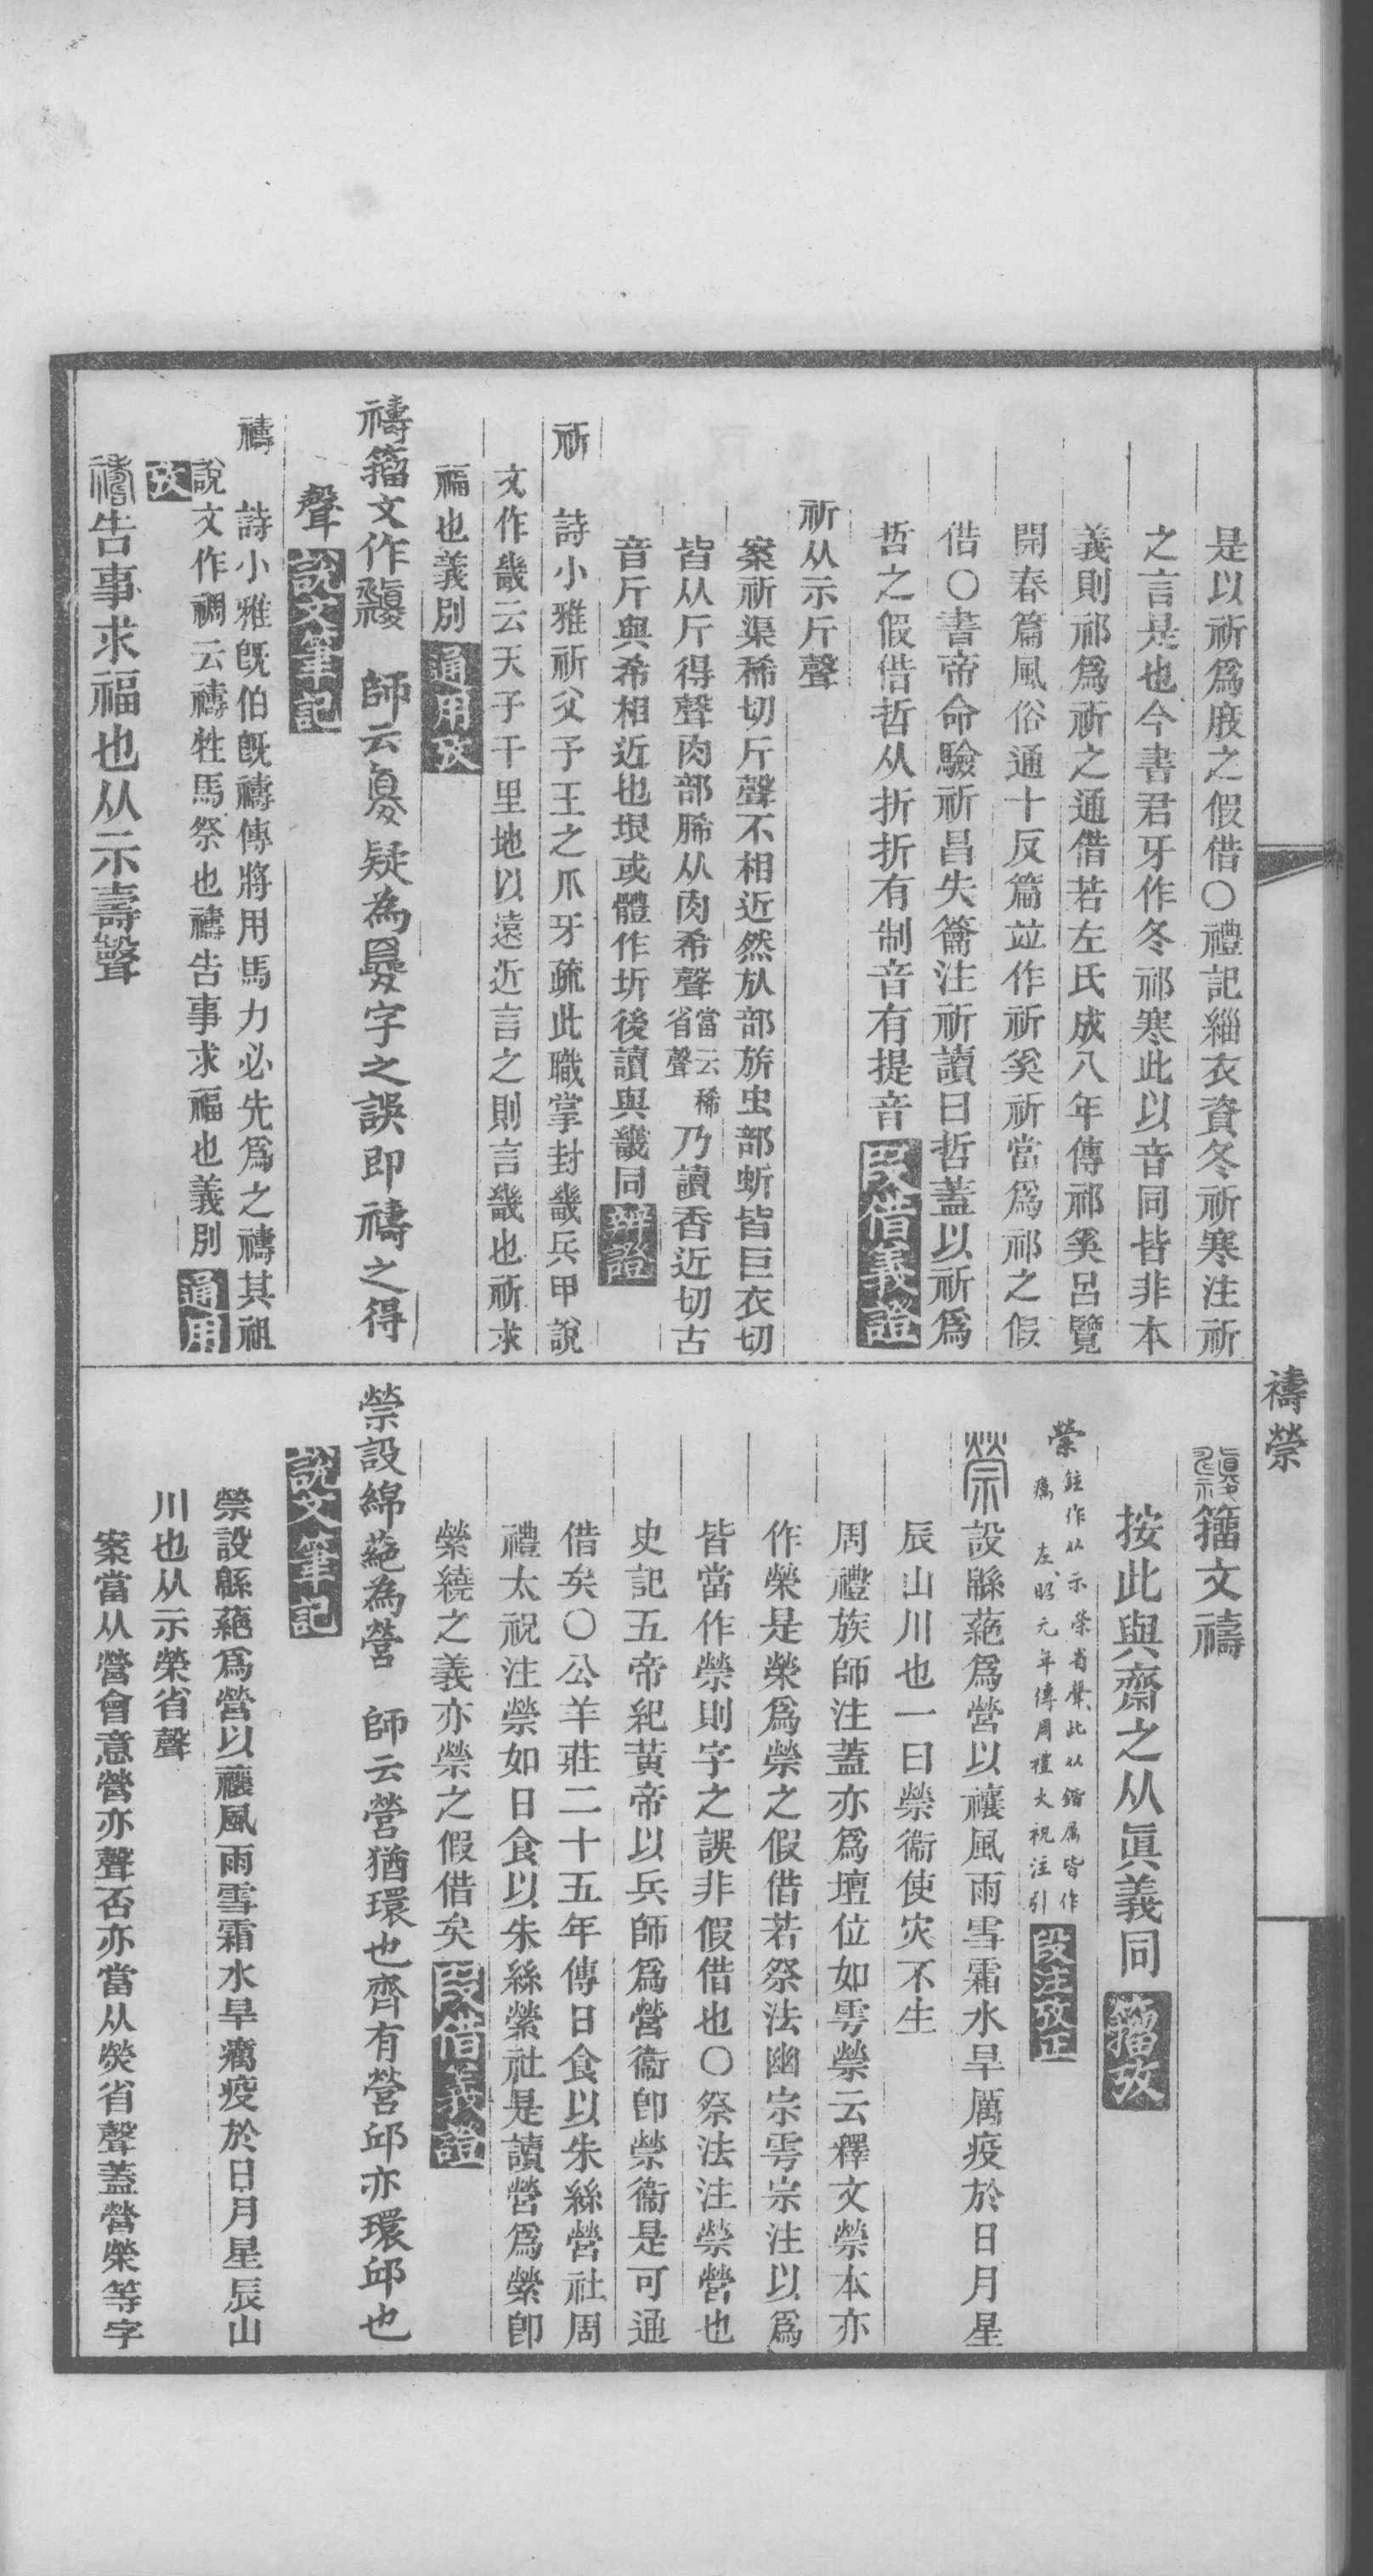 是以祈爲庪之假借○禮記緇衣資冬祈寒注祈
之言是也今書君牙作冬祁寒此以音同皆非本
義則祁爲祈之通借若左氏成八年傳祁奚呂覽
開春篇風俗通十反篇竝作祈奚祈當爲祁之假
借○書帝命驗祈昌失籥注祈讀曰哲蓋以祈爲
哲之假借哲从折折有制音有提音 叚借義證
祈从示斤聲
案祈渠稀切斤聲不相近然㫃部旂虫部蚚皆巨衣切
皆从斤得聲肉部脪从肉希聲當云稀省聲乃讀香近切古
音斤與希相近也垠或體作圻後讀與畿同 辨證
祈 詩小雅祈父予王之爪牙疏此職掌封畿兵甲說
文作畿云天子千里地以遠近言之則言畿也祈求
福也義別 通用攷
禱籀文作 師云 疑為 字之誤即禱之得
聲 說文筆記
禱 詩小雅旣伯旣禱傳將用馬力必先爲之禱其祖
說文作禂云禱牲馬祭也禱告事求福也義別 通用
攷
禱告事求福也从示壽聲
禱禜
籀文禱
按此與齋之从眞義同 籀攷
禜 鉉作从示榮省聲此从鍇厲皆作
癘 左昭元年傳周禮大祝注引 段注攷正
禜設緜蕝爲營以禳風雨雪霜水旱厲疫於日月星
辰山川也一曰禜衞使灾不生
周禮族師注蓋亦爲壇位如雩禜云釋文禜本亦
作榮是榮爲禜之假借若祭法幽宗雩宗注以爲
皆當作禜則字之誤非假借也○祭法注禜營也
史記五帝紀黃帝以兵師爲營衞卽禜衞是可通
借矣○公羊莊二十五年傳日食以朱絲營社周
禮太祝注禜如日食以朱絲縈社是讀營爲縈卽
縈繞之義亦禜之假借矣 叚借義證
禜設綿蕝為營 師云營猶環也齊有營邱亦環邱也
說文筆記
禜設緜蕝爲營以禳風雨雪霜水旱癘疫於日月星辰山
川也从示榮省聲
案當从營會意營亦聲否亦當从熒省聲蓋營榮等字